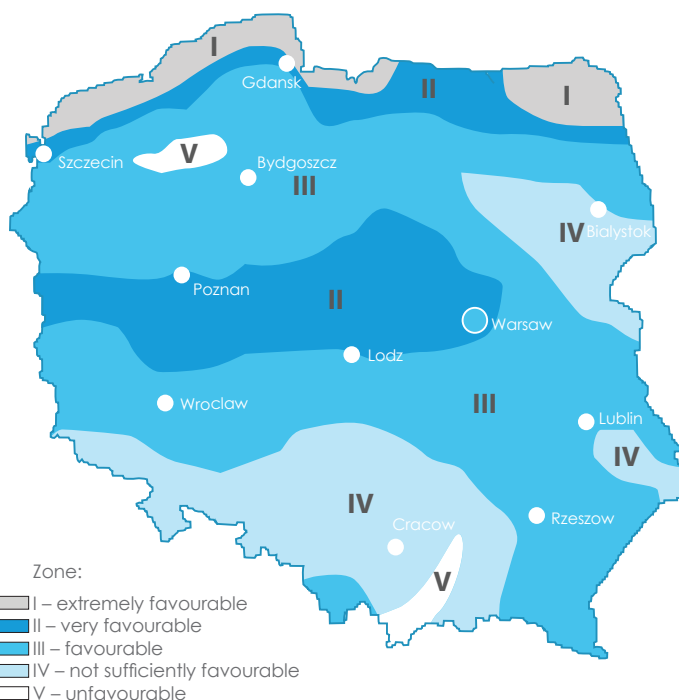 I
Gdansk
II
I
Szczecin
V
Bydgoszcz
III
IV
Bialystok
Poznan
II
Warsaw
Lodz
Wroclaw
III
Lublin
IV
IV
Cracow
Rzeszow
V
Zone:
I – extremely favourable
II – very favourable
III – favourable
IV – not sufficiently favourable
V – unfavourable